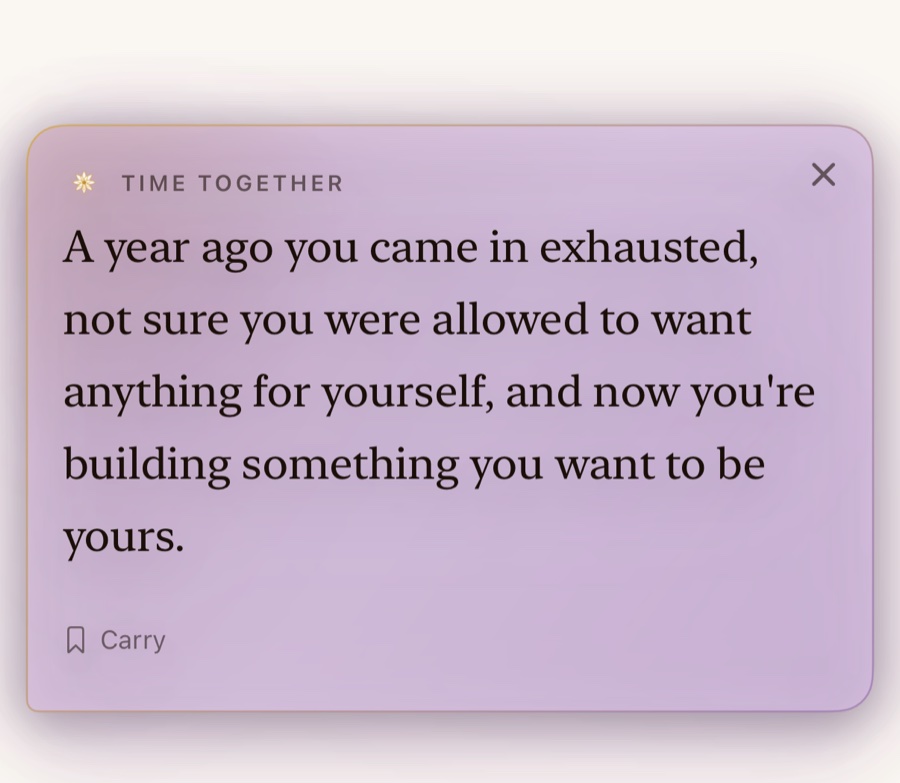 TIME TOGETHER
A year ago you came in exhausted,
not sure you were allowed to want
anything for yourself, and now you're
building something you want to be
yours.
Carry